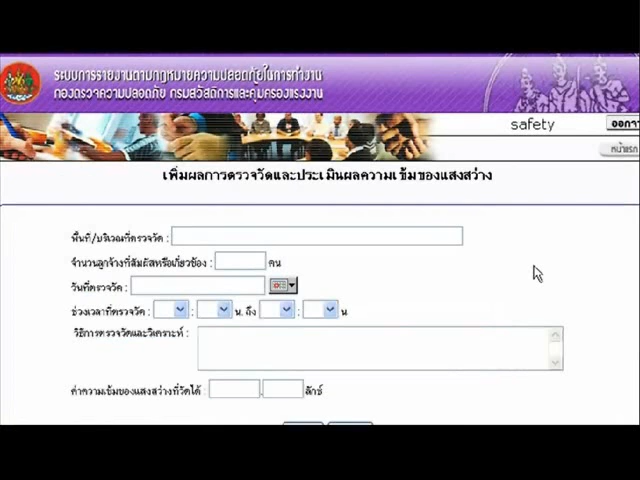 ระบบการรายงานตามกฎหมายความปลอดภัยในการทำงาน
กองตรวจความปลอดภัย กรมสวัสดิการและคุ้มครองแรงงาน
safety
ออกจา
หน้าแรก
เพิ่มผลการตรวจวัดและประเมินผลความเข้มของแสงสว่าง
พื้นที่/บริเวณที่ตรวจวัด :
จำนวนลูกจ้างที่สัมผัสหรือเกี่ยวข้อง : คน
วันที่ตรวจวัด :
ช่วงเวลาที่ตรวจวัด : : น. ถึง : น
วิธีการตรวจวัดและวิเคราะห์ :
ค่าความเข้มของแสงสว่างที่วัดได้ : . ลักซ์